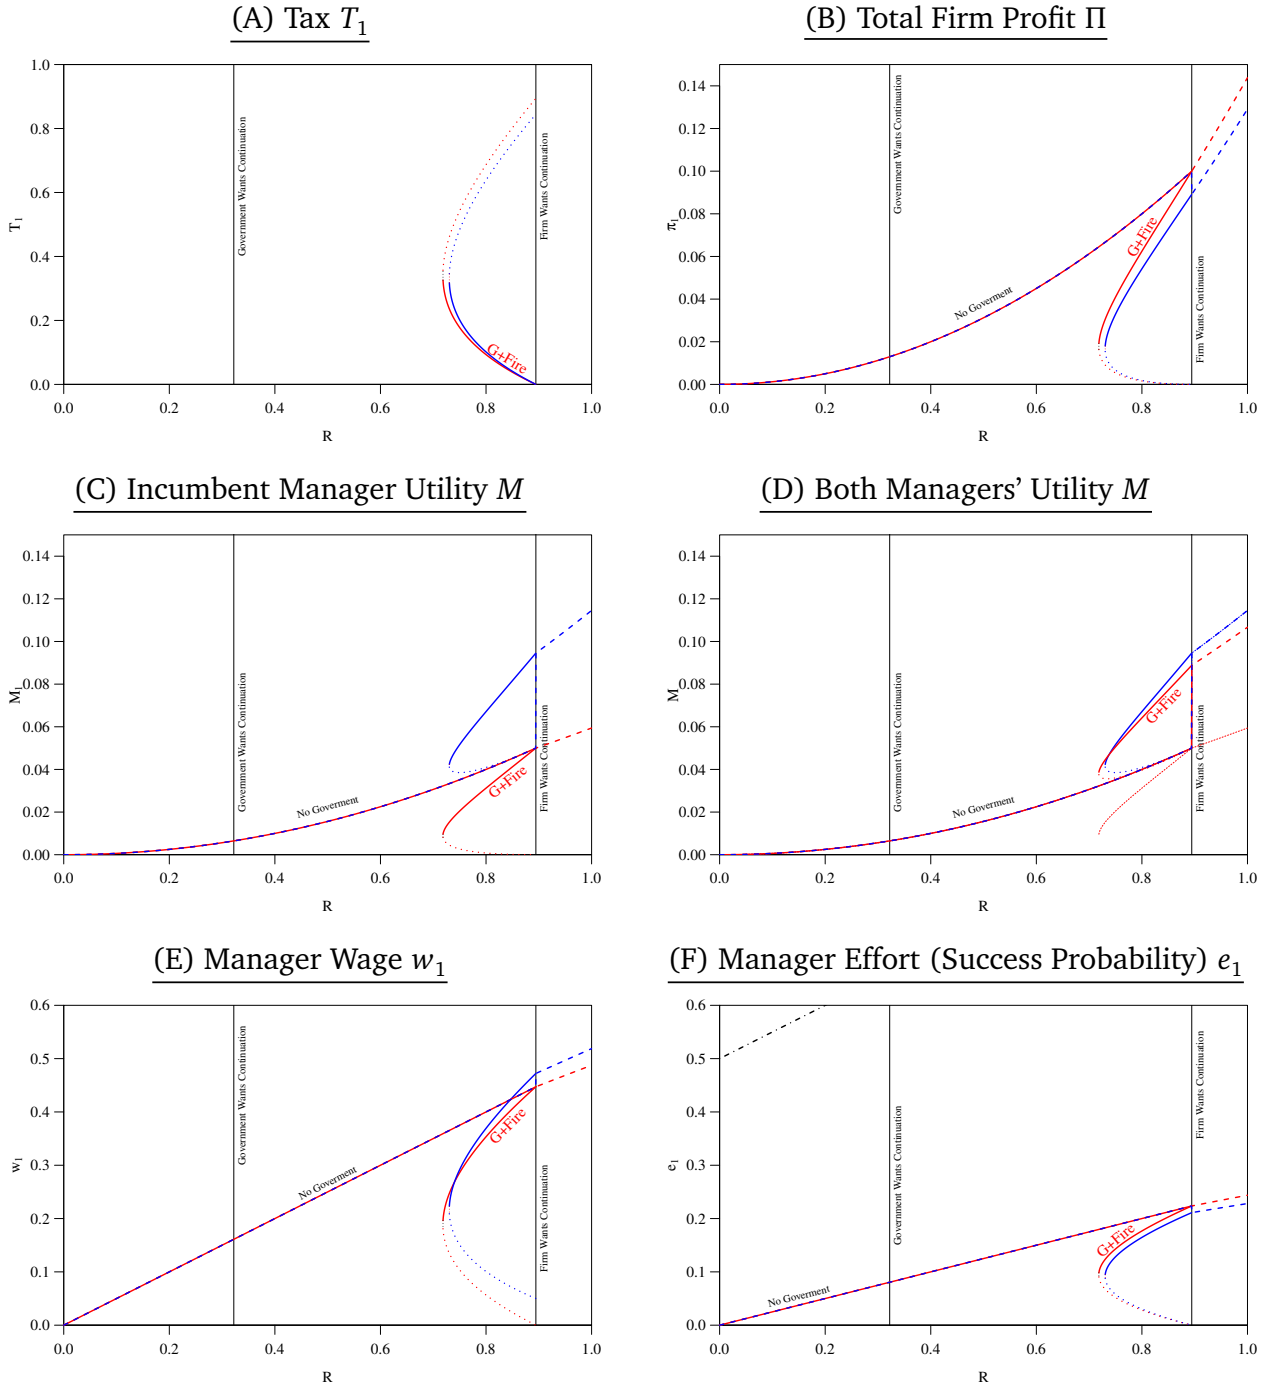 (A) Tax T₁
T₁
1.0
0.8
0.6
0.4
0.2
0.0
Government Wants Continuation
Firm Wants Continuation
G+Fire
0.0 0.2 0.4 0.6 0.8 1.0
R
(B) Total Firm Profit Π
π₁
0.14
0.12
0.10
0.08
0.06
0.04
0.02
0.00
Government Wants Continuation
Firm Wants Continuation
G+Fire
No Goverment
0.0 0.2 0.4 0.6 0.8 1.0
R
(C) Incumbent Manager Utility M
M₁
0.14
0.12
0.10
0.08
0.06
0.04
0.02
0.00
Government Wants Continuation
Firm Wants Continuation
G+Fire
No Goverment
0.0 0.2 0.4 0.6 0.8 1.0
R
(D) Both Managers’ Utility M
M
0.14
0.12
0.10
0.08
0.06
0.04
0.02
0.00
Government Wants Continuation
Firm Wants Continuation
G+Fire
No Goverment
0.0 0.2 0.4 0.6 0.8 1.0
R
(E) Manager Wage w₁
w₁
0.6
0.5
0.4
0.3
0.2
0.1
0.0
Government Wants Continuation
Firm Wants Continuation
G+Fire
No Goverment
0.0 0.2 0.4 0.6 0.8 1.0
R
(F) Manager Effort (Success Probability) e₁
e₁
0.6
0.5
0.4
0.3
0.2
0.1
0.0
Government Wants Continuation
Firm Wants Continuation
G+Fire
No Goverment
0.0 0.2 0.4 0.6 0.8 1.0
R